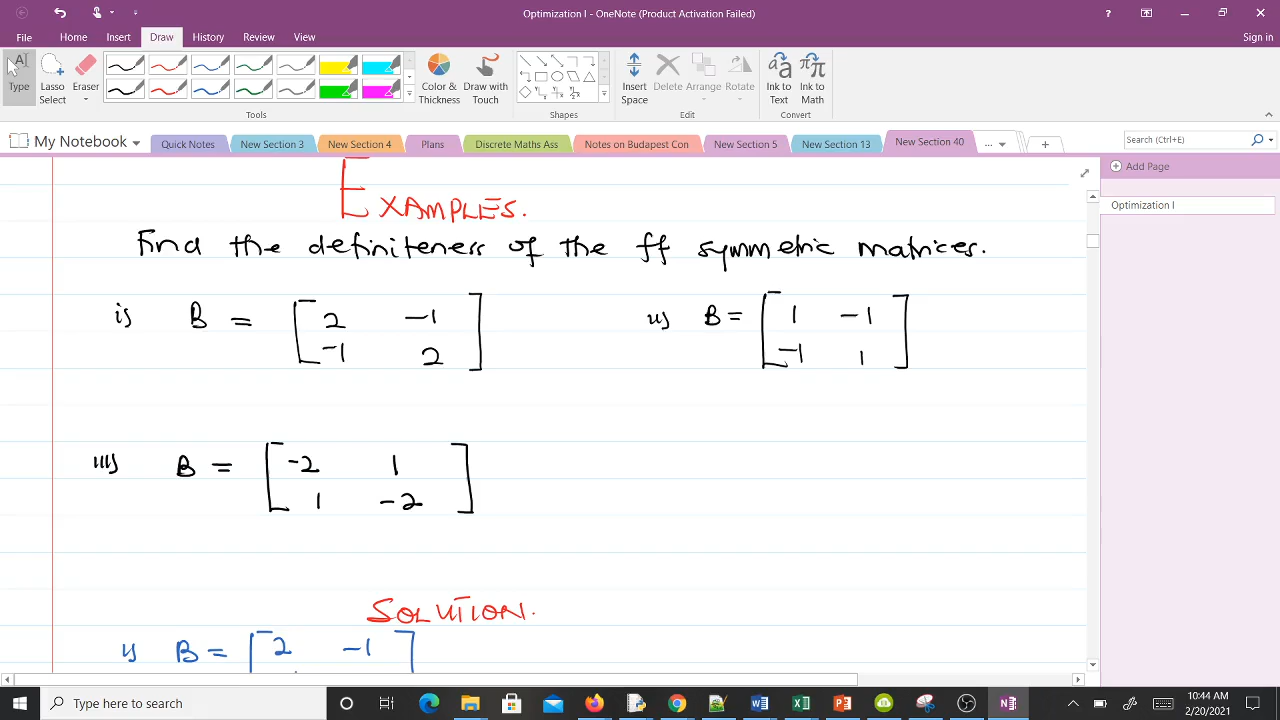 Optimization I - OneNote (Product Activation Failed)
File Home Insert Draw History Review View Sign in
Type Lasso Select Eraser Color & Thickness Draw with Touch Insert Space Delete Arrange Rotate Ink to Text Ink to Math
Tools Shapes Edit Convert
My Notebook Quick Notes New Section 3 New Section 4 Plans Discrete Maths Ass Notes on Budapest Con New Section 5 New Section 13 New Section 40 ... Search (Ctrl+E)
Add Page
Optimization I
EXAMPLES.
Find the definiteness of the ff symmetric matrices.
i) B = [2 -1 ii) B = [1 -1
-1 2] -1 1]
iii) B = [-2 1
1 -2]
SOLUTION.
i) B = [2 -1
Type here to search 10:44 AM
2/20/2021